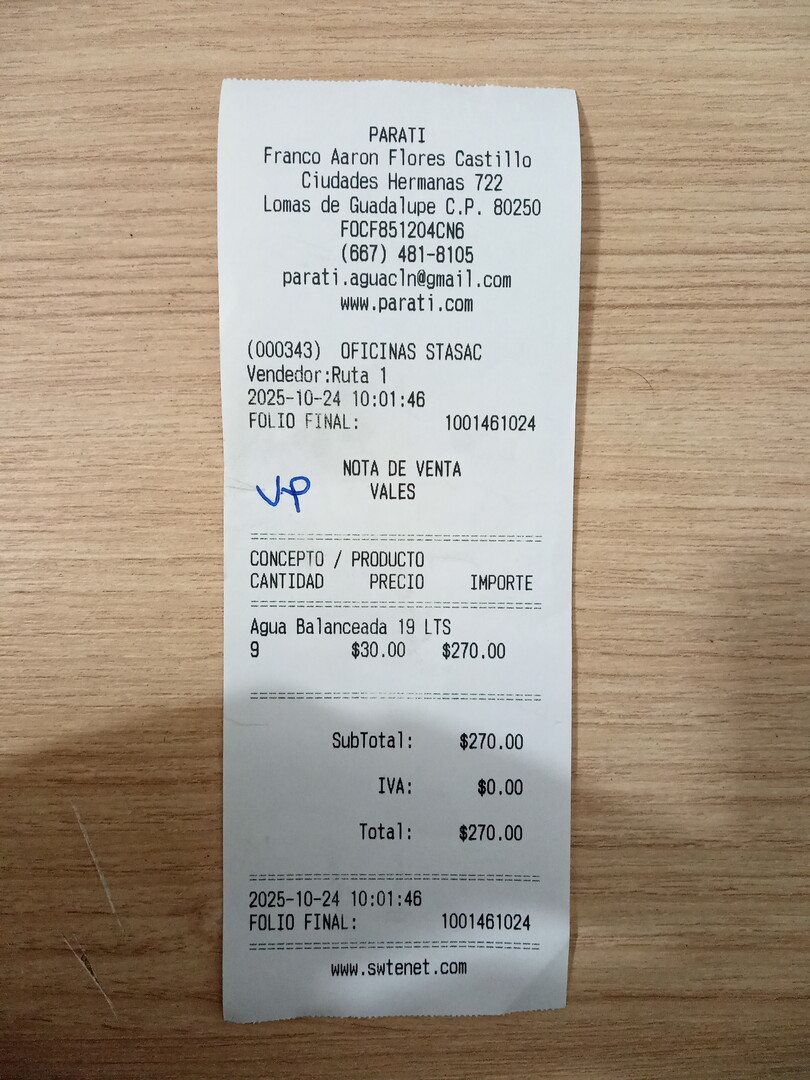 PARATI
Franco Aaron Flores Castillo
Ciudades Hermanas 722
Lomas de Guadalupe C.P. 80250
FOCF851204CN6
(667) 481-8105
parati.aguacln@gmail.com
www.parati.com
(000343) OFICINAS STASAC
Vendedor:Ruta 1
2025-10-24 10:01:46
FOLIO FINAL: 1001461024
NOTA DE VENTA
VALES
VP
CONCEPTO / PRODUCTO
CANTIDAD PRECIO IMPORTE
Agua Balanceada 19 LTS
9 $30.00 $270.00
SubTotal: $270.00
IVA: $0.00
Total: $270.00
2025-10-24 10:01:46
FOLIO FINAL: 1001461024
www.swtenet.com